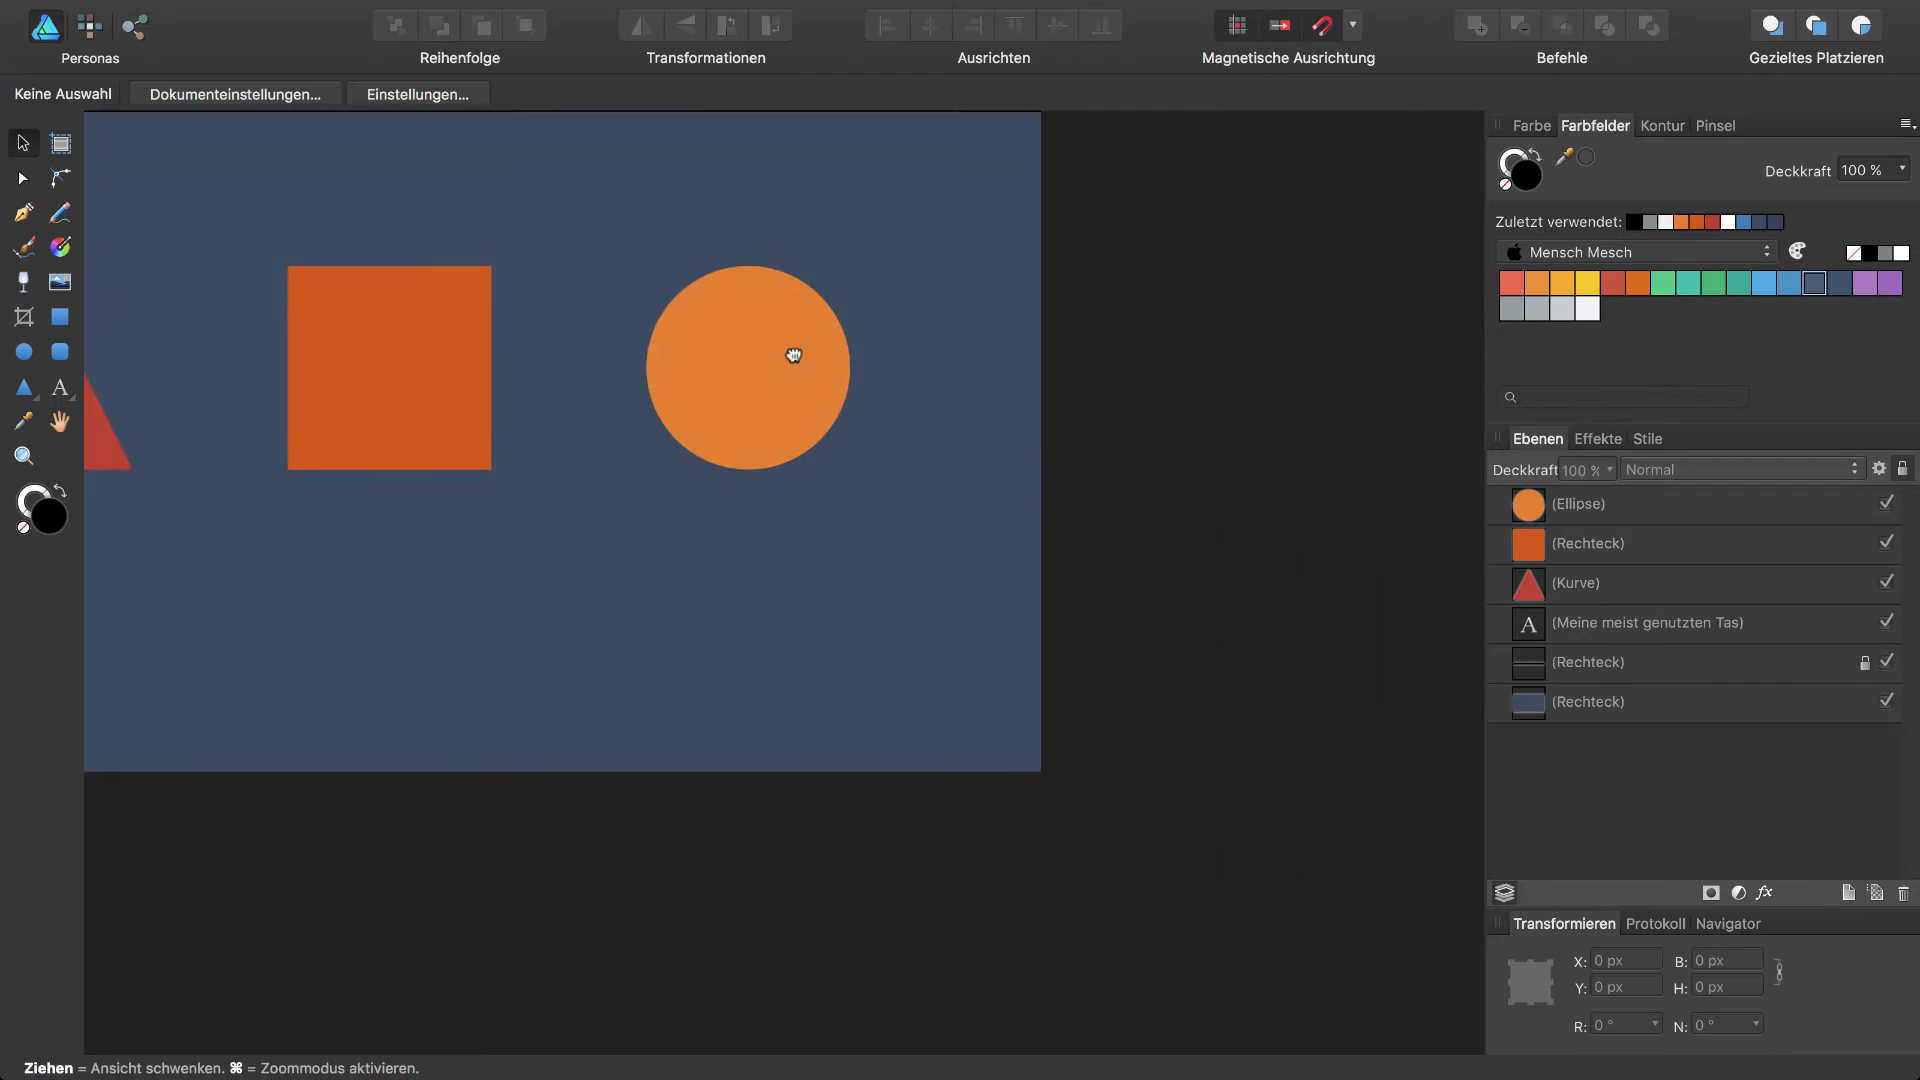 Personas
Reihenfolge
Transformationen
Ausrichten
Magnetische Ausrichtung
Befehle
Gezieltes Platzieren
Keine Auswahl
Dokumenteinstellungen...
Einstellungen...
Farbe Farbfelder Kontur Pinsel
Deckkraft 100 %
Zuletzt verwendet:
Mensch Mesch
Ebenen Effekte Stile
Deckkraft 100 % Normal
(Ellipse)
(Rechteck)
(Kurve)
A (Meine meist genutzten Tas)
(Rechteck)
(Rechteck)
fx
Transformieren Protokoll Navigator
X: 0 px B: 0 px
Y: 0 px H: 0 px
R: 0 ° N: 0 °
A
Ziehen = Ansicht schwenken. ⌘ = Zoommodus aktivieren.